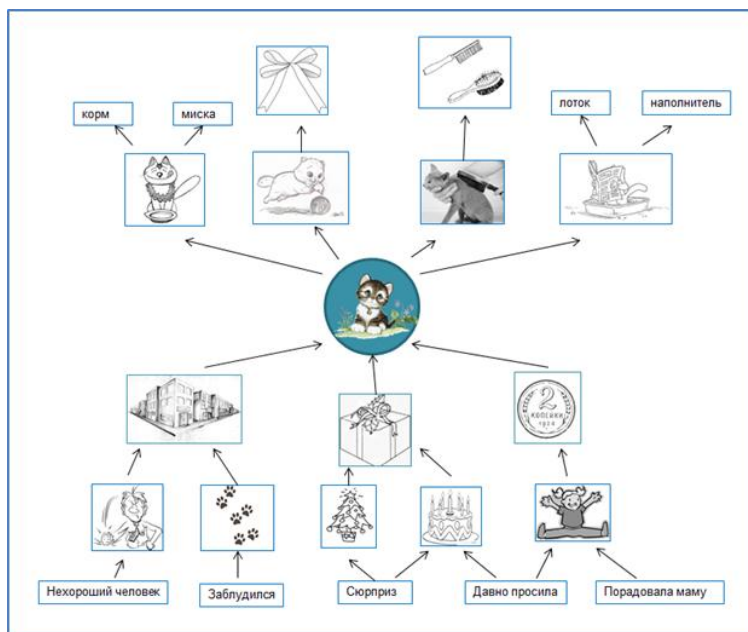 корм
миска
лоток
наполнитель
2
КОПЕЙКИ
1924
Нехороший человек
Заблудился
Сюрприз
Давно просила
Порадовала маму